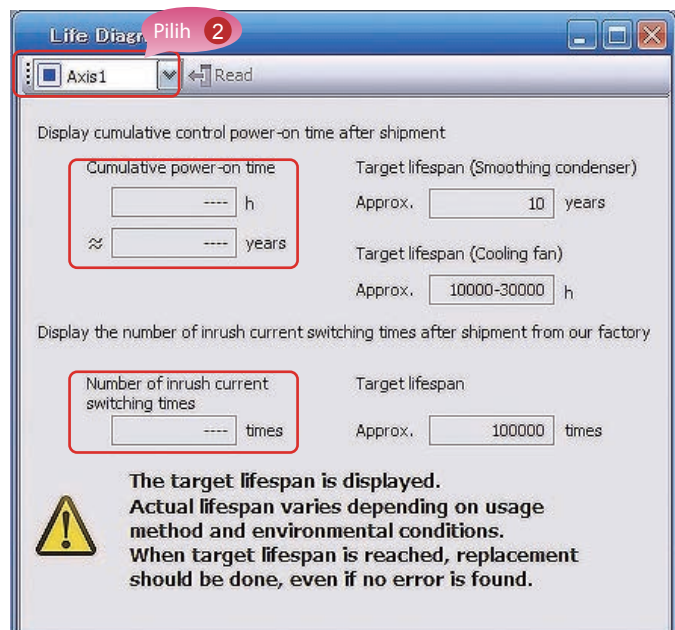 Life Diagn
Pilih 2
Axis1 Read
Display cumulative control power-on time after shipment
Cumulative power-on time Target lifespan (Smoothing condenser)
---- h Approx. 10 years
≈ ---- years
Target lifespan (Cooling fan)
Approx. 10000-30000 h
Display the number of inrush current switching times after shipment from our factory
Number of inrush current Target lifespan
switching times
---- times Approx. 100000 times
The target lifespan is displayed.
Actual lifespan varies depending on usage
method and environmental conditions.
When target lifespan is reached, replacement
should be done, even if no error is found.